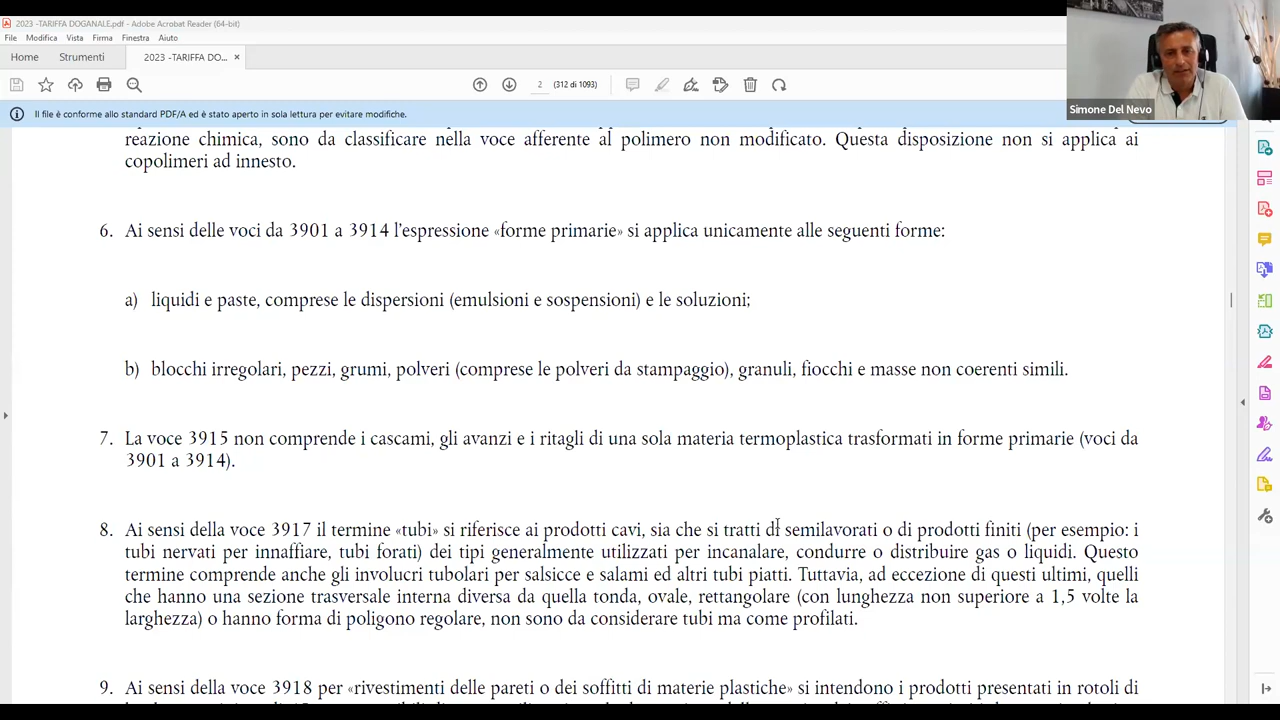 2023 -TARIFFA DOGANALE.pdf - Adobe Acrobat Reader (64-bit)
File Modifica Vista Firma Finestra Aiuto
Home Strumenti 2023 -TARIFFA DO... ×
2 (312 di 1093)
Simone Del Nevo
Il file è conforme allo standard PDF/A ed è stato aperto in sola lettura per evitare modifiche.
reazione chimica, sono da classificare nella voce afferente al polimero non modificato. Questa disposizione non si applica ai
copolimeri ad innesto.
6. Ai sensi delle voci da 3901 a 3914 l'espressione «forme primarie» si applica unicamente alle seguenti forme:
a) liquidi e paste, comprese le dispersioni (emulsioni e sospensioni) e le soluzioni;
b) blocchi irregolari, pezzi, grumi, polveri (comprese le polveri da stampaggio), granuli, fiocchi e masse non coerenti simili.
7. La voce 3915 non comprende i cascami, gli avanzi e i ritagli di una sola materia termoplastica trasformati in forme primarie (voci da
3901 a 3914).
8. Ai sensi della voce 3917 il termine «tubi» si riferisce ai prodotti cavi, sia che si tratti di semilavorati o di prodotti finiti (per esempio: i
tubi nervati per innaffiare, tubi forati) dei tipi generalmente utilizzati per incanalare, condurre o distribuire gas o liquidi. Questo
termine comprende anche gli involucri tubolari per salsicce e salami ed altri tubi piatti. Tuttavia, ad eccezione di questi ultimi, quelli
che hanno una sezione trasversale interna diversa da quella tonda, ovale, rettangolare (con lunghezza non superiore a 1,5 volte la
larghezza) o hanno forma di poligono regolare, non sono da considerare tubi ma come profilati.
9. Ai sensi della voce 3918 per «rivestimenti delle pareti o dei soffitti di materie plastiche» si intendono i prodotti presentati in rotoli di